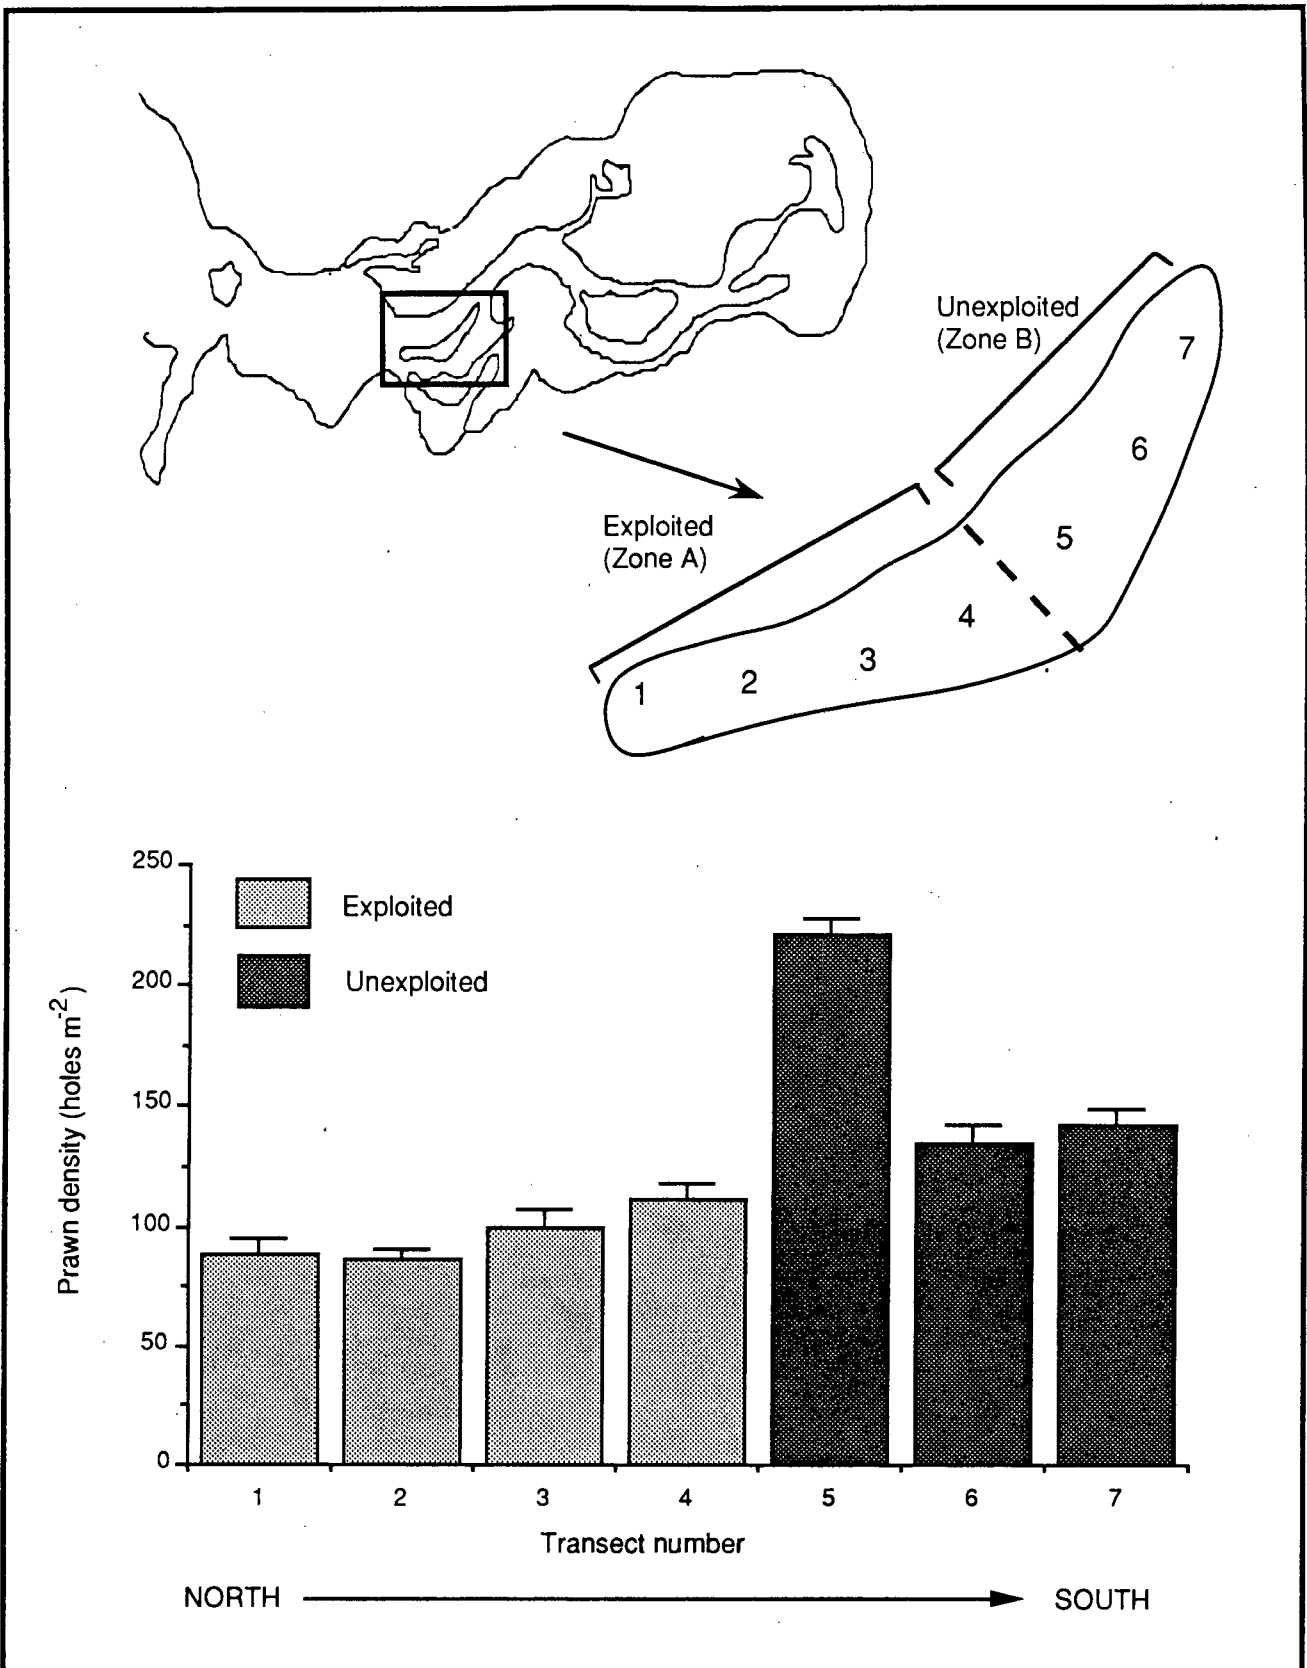 Unexploited
(Zone B)
7
6
Exploited
(Zone A)
5
4
3
2
1
250
Exploited
200
Unexploited
150
100
50
0
Prawn density (holes m-2)
1 2 3 4 5 6 7
Transect number
NORTH SOUTH